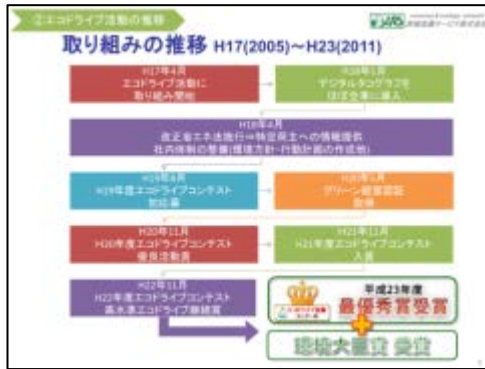 ②エコドライブ活動の推移
取り組みの推移 H17(2005)~H23(2011)
H17年4月
エコドライブ活動に
取り組み開始
H18年1月
デジタルタコグラフを
ほぼ全車に導入
H18年4月
改正省エネ法施行⇒特定荷主への情報提供
社内体制の整備(環境方針・行動計画の作成他)
H19年6月
H19年度エコドライブコンテスト
初応募
H20年5月
グリーン経営認証
取得
H20年11月
H20年度エコドライブコンテスト
優良活動賞
H21年11月
H21年度エコドライブコンテスト
入賞
H22年11月
H22年度エコドライブコンテスト
高水準エコドライブ継続賞
平成23年度
最優秀賞受賞
+
環境大臣賞 受賞